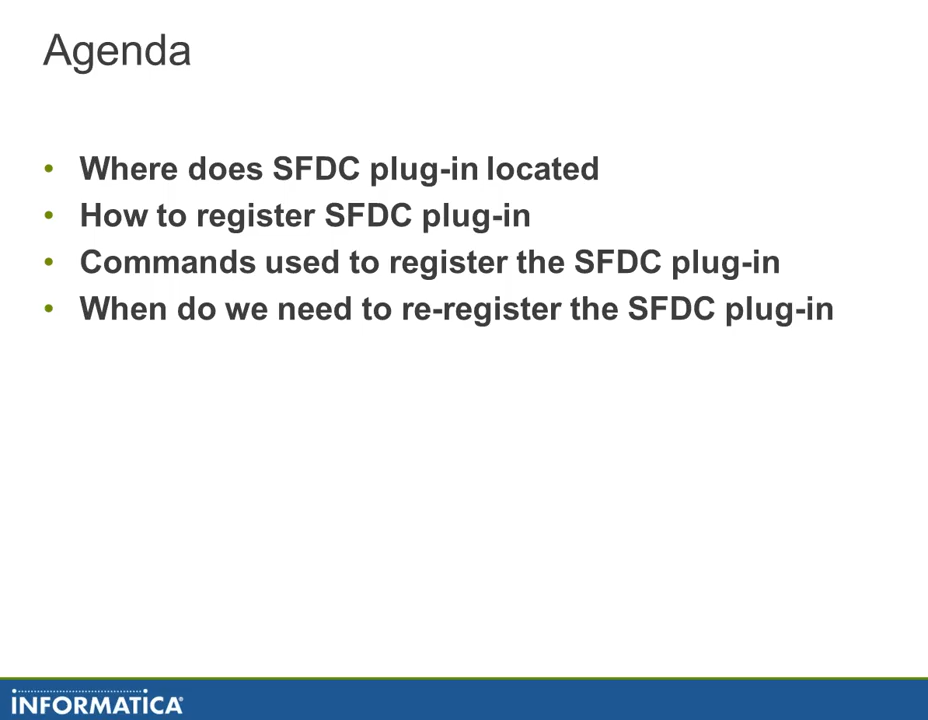 Agenda
• Where does SFDC plug-in located
• How to register SFDC plug-in
• Commands used to register the SFDC plug-in
• When do we need to re-register the SFDC plug-in
INFORMATICA®